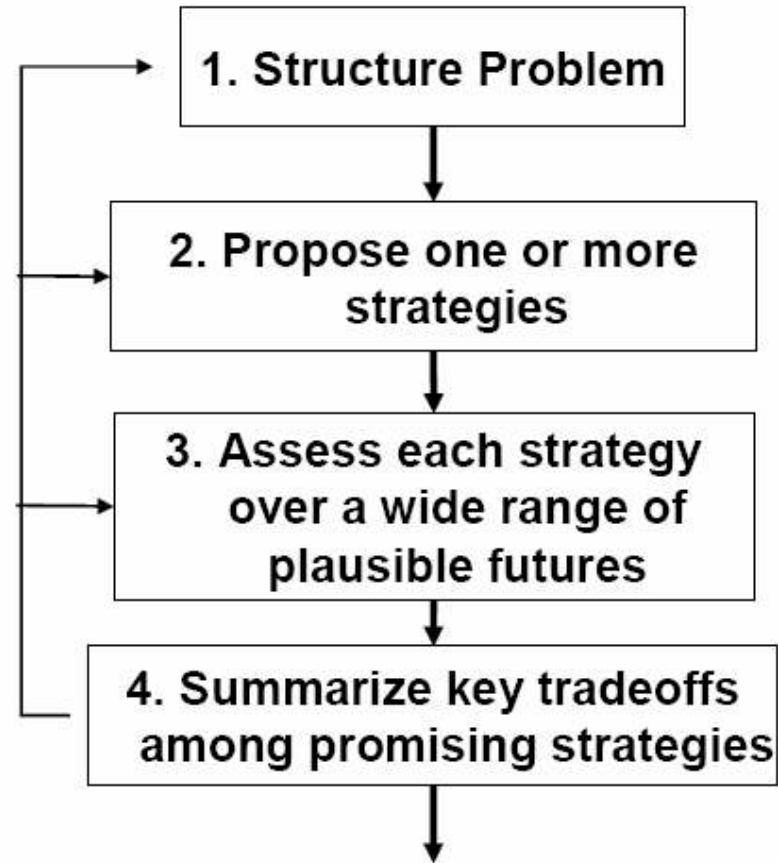 1. Structure Problem
2. Propose one or more
strategies
3. Assess each strategy
over a wide range of
plausible futures
4. Summarize key tradeoffs
among promising strategies